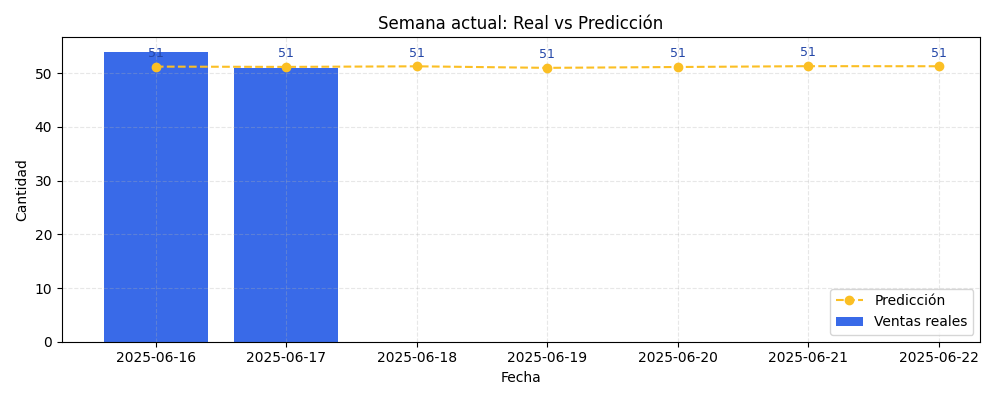 Semana actual: Real vs Predicción
51 51 51 51 51 51 51
Cantidad
50
40
30
20
10
0
Predicción
Ventas reales
2025-06-16 2025-06-17 2025-06-18 2025-06-19 2025-06-20 2025-06-21 2025-06-22
Fecha